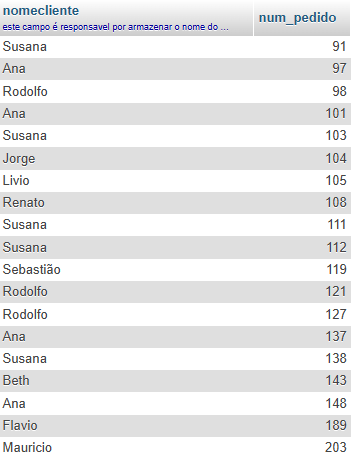 nomecliente num_pedido
este campo é responsavel por armazenar o nome do ...
Susana 91
Ana 97
Rodolfo 98
Ana 101
Susana 103
Jorge 104
Livio 105
Renato 108
Susana 111
Susana 112
Sebastião 119
Rodolfo 121
Rodolfo 127
Ana 137
Susana 138
Beth 143
Ana 148
Flavio 189
Mauricio 203